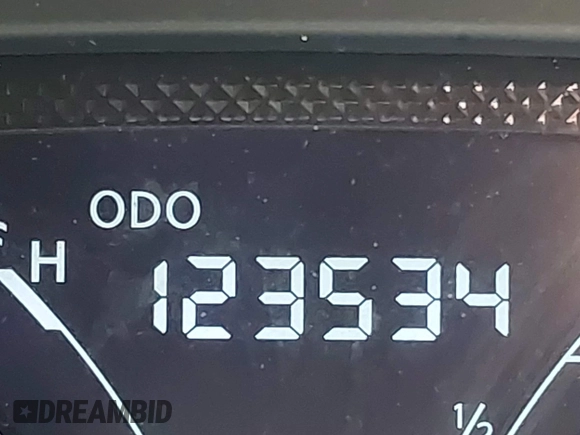 ODO
H
123534
1/2
DREAMBID